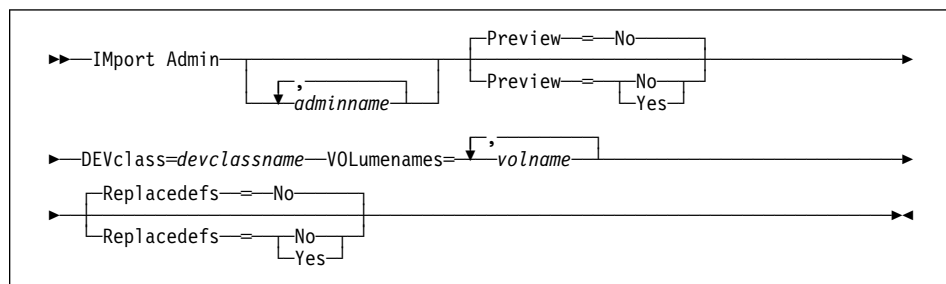 Preview = No
IMport Admin
, Preview = No
adminname Yes
,
DEVclass=devclassname VOLumenames= volname
Replacedefs = No
Replacedefs = No
Yes